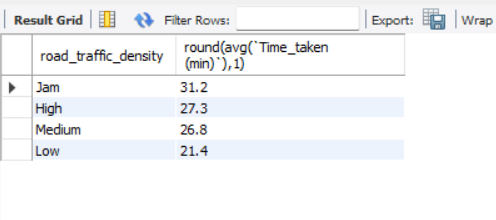 Result Grid Filter Rows: Export: Wrap
road_traffic_density round(avg(`Time_taken
(min)`),1)
Jam 31.2
High 27.3
Medium 26.8
Low 21.4